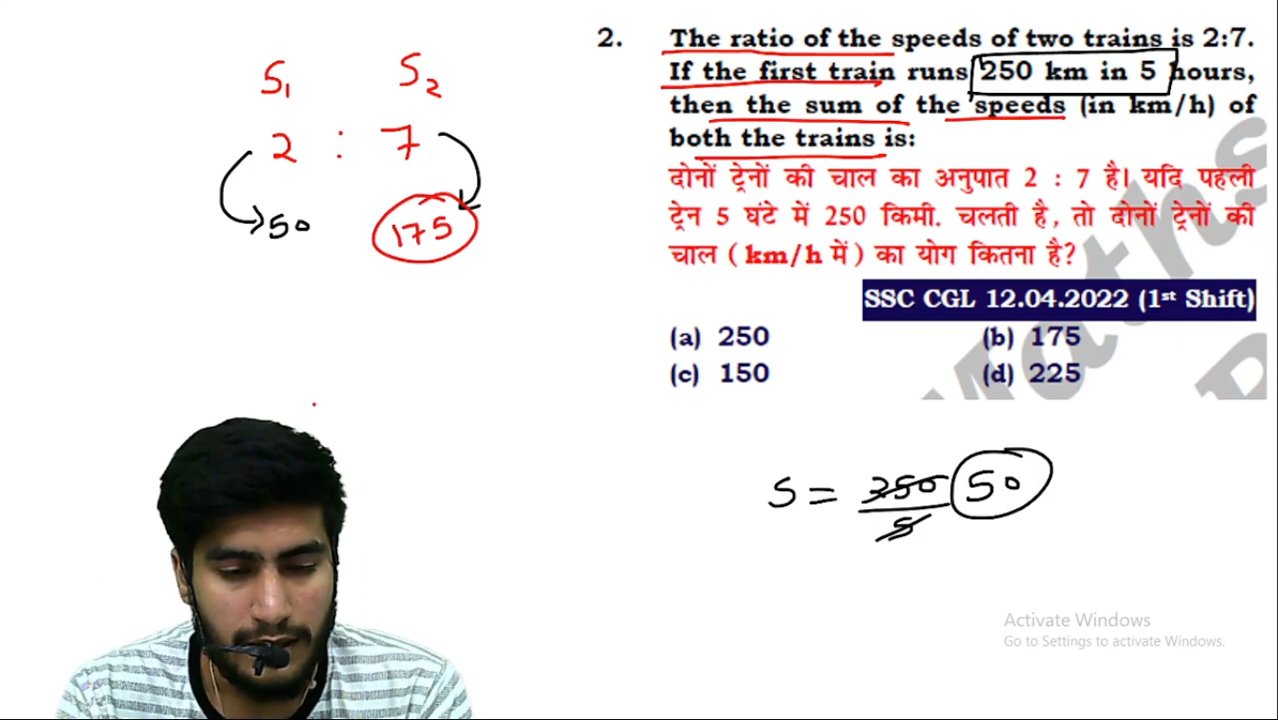 2. The ratio of the speeds of two trains is 2:7.
If the first train runs 250 km in 5 hours,
then the sum of the speeds (in km/h) of
both the trains is:
दोनों ट्रेनों की चाल का अनुपात 2 : 7 है। यदि पहली
ट्रेन 5 घंटे में 250 किमी. चलती है, तो दोनों ट्रेनों की
चाल ( km/h में ) का योग कितना है?
SSC CGL 12.04.2022 (1st Shift)
(a) 250 (b) 175
(c) 150 (d) 225
S1 S2
2 : 7
50 175
S = 250/5 50
Maths
Activate Windows
Go to Settings to activate Windows.